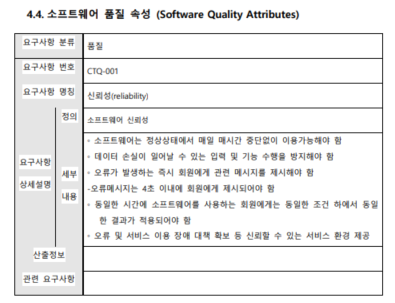 4.4. 소프트웨어 품질 속성 (Software Quality Attributes)
요구사항 분류 품질
요구사항 번호 CTQ-001
요구사항 명칭 신뢰성(reliability)
요구사항 상세설명 정의 소프트웨어 신뢰성
세부 내용
◦ 소프트웨어는 정상상태에서 매일 매시간 중단없이 이용가능해야 함
◦ 데이터 손실이 일어날 수 있는 입력 및 기능 수행을 방지해야 함
◦ 오류가 발생하는 즉시 회원에게 관련 메시지를 제시해야 함
-오류메시지는 4초 이내에 회원에게 제시되어야 함
◦ 동일한 시간에 소프트웨어를 사용하는 회원에게는 동일한 조건 하에서 동일
한 결과가 적용되어야 함
◦ 오류 및 서비스 이용 장애 대책 확보 등 신뢰할 수 있는 서비스 환경 제공
산출정보
관련 요구사항